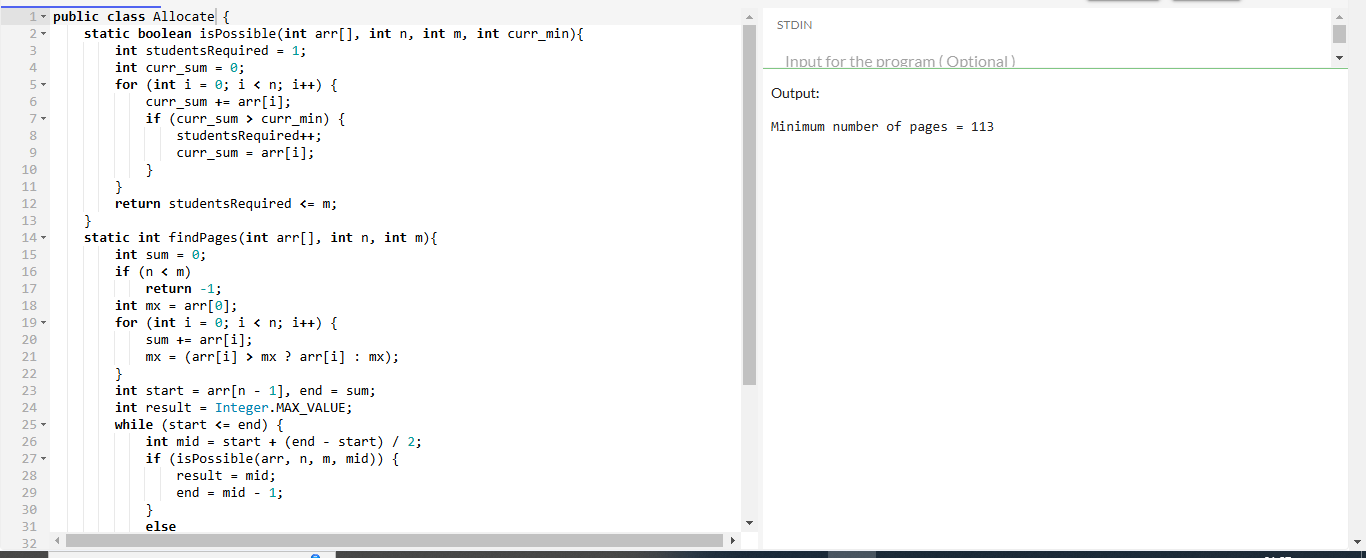 1 public class Allocate {
2 static boolean isPossible(int arr[], int n, int m, int curr_min){
3 int studentsRequired = 1;
4 int curr_sum = 0;
5 for (int i = 0; i < n; i++) {
6 curr_sum += arr[i];
7 if (curr_sum > curr_min) {
8 studentsRequired++;
9 curr_sum = arr[i];
10 }
11 }
12 return studentsRequired <= m;
13 }
14 static int findPages(int arr[], int n, int m){
15 int sum = 0;
16 if (n < m)
17 return -1;
18 int mx = arr[0];
19 for (int i = 0; i < n; i++) {
20 sum += arr[i];
21 mx = (arr[i] > mx ? arr[i] : mx);
22 }
23 int start = arr[n - 1], end = sum;
24 int result = Integer.MAX_VALUE;
25 while (start <= end) {
26 int mid = start + (end - start) / 2;
27 if (isPossible(arr, n, m, mid)) {
28 result = mid;
29 end = mid - 1;
30 }
31 else
32
STDIN
Input for the program ( Optional )
Output:
Minimum number of pages = 113